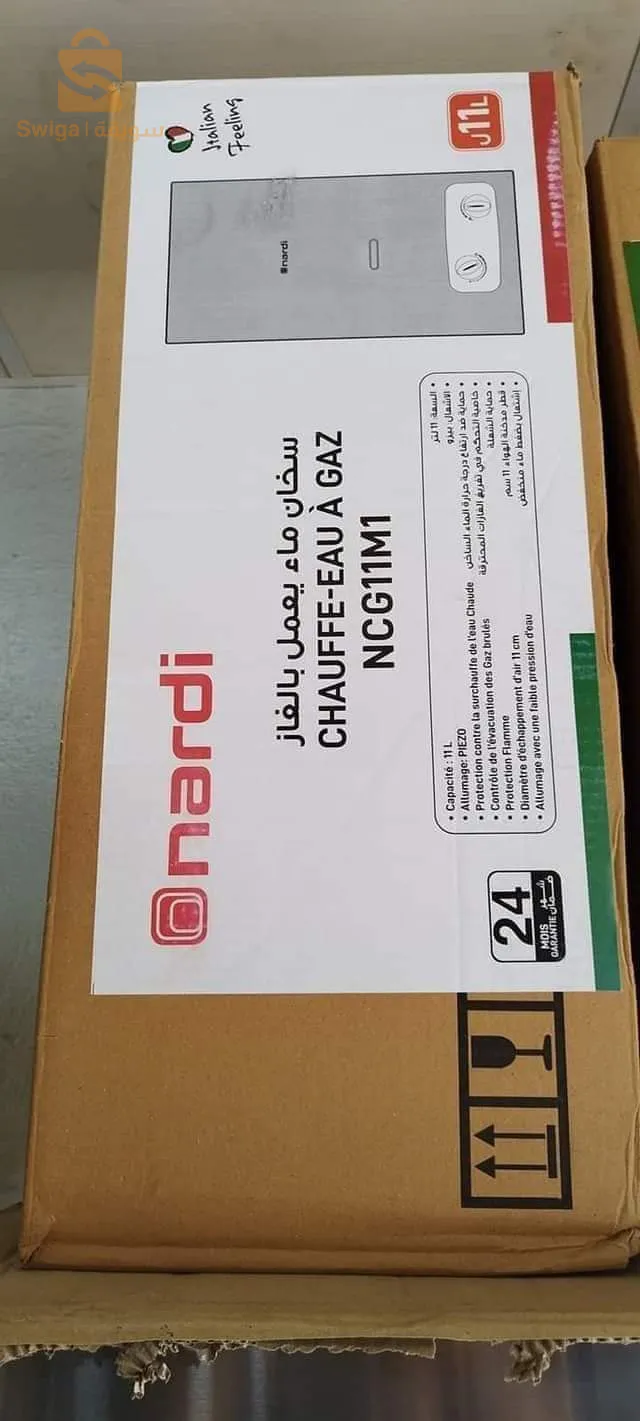 Swiga | سويقة
Italian
Feeling
11L ل
nardi
nardi
سخان ماء يعمل بالغاز
CHAUFFE-EAU À GAZ
NCG11M1
• Capacité : 11 L
• Allumage: PIEZO
• Protection contre la surchauffe de l'eau Chaude
• Contrôle de l'évacuation des Gaz brulés
• Protection Flamme
• Diamètre d'échappement d'air 11 cm
• Allumage avec une laible pression d'eau
• السعة: 11 لتر
• الاشعال: بيزو
• حماية ضد ارتفاع درجة حرارة الماء الساخن
• خاصية التحكم في تفريغ الغازات المحترقة
• حماية الشعلة
• قطر مدخنة الهواء 11 سم
• إشتعال بضغط ماء منخفض
24
MOIS شهر
GARANTIE ضمان